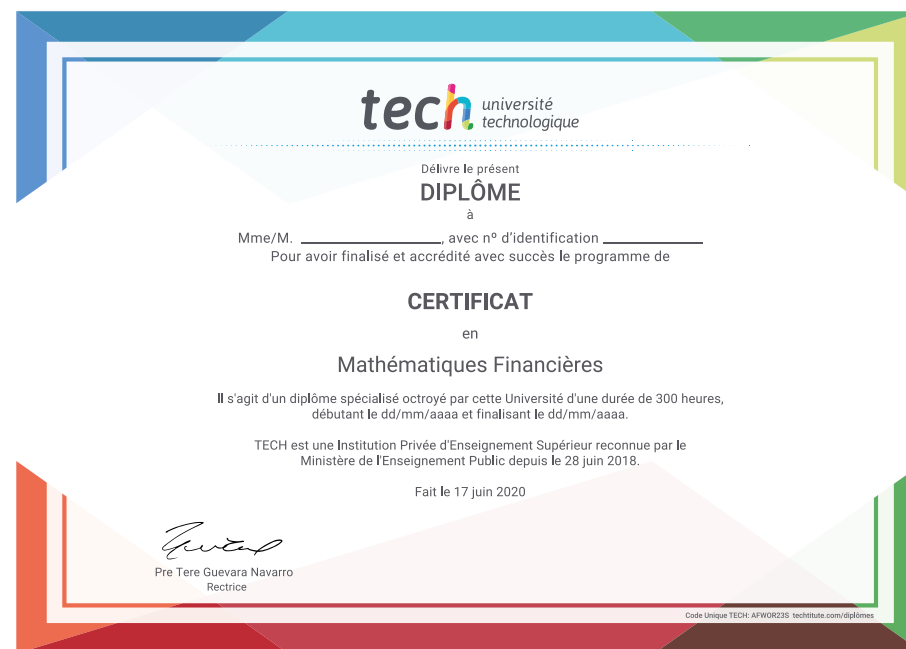 tech université
technologique
Délivre le présent
DIPLÔME
à
Mme/M. ____________________, avec nº d'identification ______________
Pour avoir finalisé et accrédité avec succès le programme de
CERTIFICAT
en
Mathématiques Financières
Il s'agit d'un diplôme spécialisé octroyé par cette Université d'une durée de 300 heures,
débutant le dd/mm/aaaa et finalisant le dd/mm/aaaa.
TECH est une Institution Privée d'Enseignement Supérieur reconnue par le
Ministère de l'Enseignement Public depuis le 28 juin 2018.
Fait le 17 juin 2020
Pre Tere Guevara Navarro
Rectrice
Code Unique TECH: AFWOR23S techtitute.com/diplômes